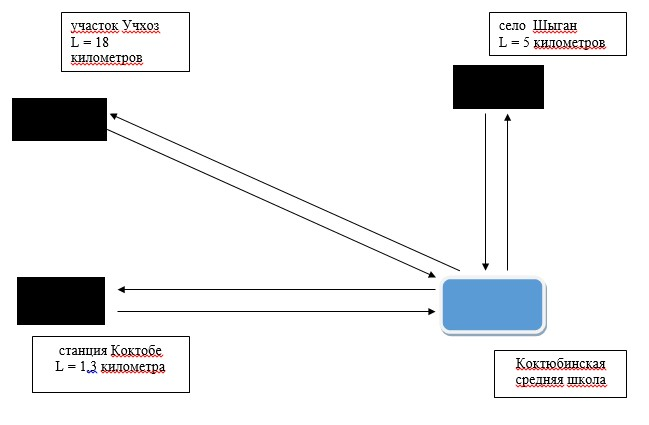 участок Учхоз
L = 18
километров
село Шыган
L = 5 километров
станция Коктобе
L = 1,3 километра
Коктюбинская
средняя школа